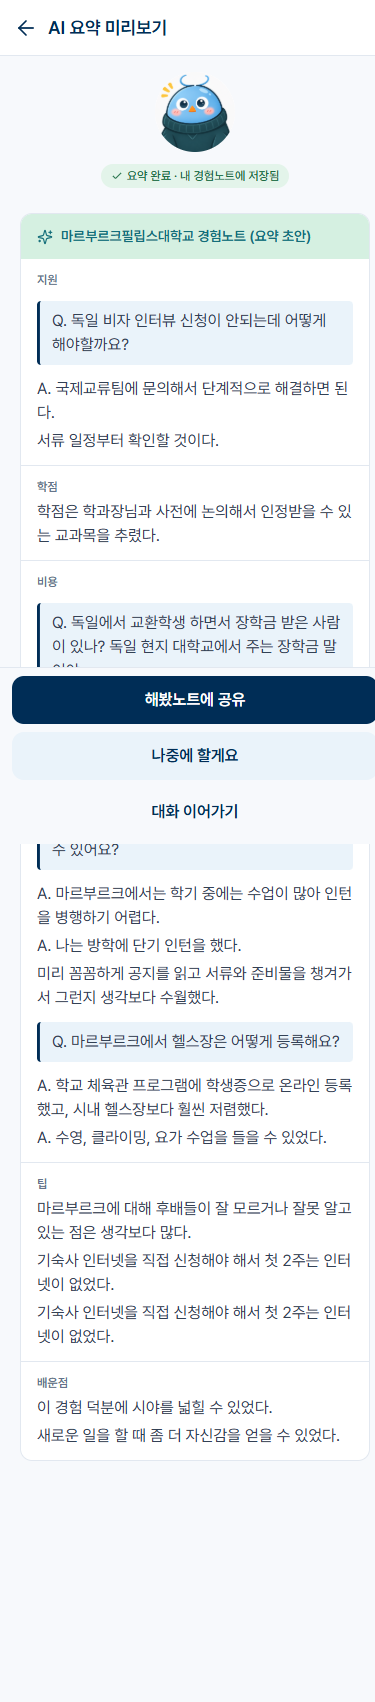 AI 요약 미리보기
요약 완료 · 내 경험노트에 저장됨
마르부르크필립스대학교 경험노트 (요약 초안)
지원
Q. 독일 비자 인터뷰 신청이 안되는데 어떻게
해야할까요?
A. 국제교류팀에 문의해서 단계적으로 해결하면 된
다.
서류 일정부터 확인할 것이다.
학점
학점은 학과장님과 사전에 논의해서 인정받을 수 있
는 교과목을 추렸다.
비용
Q. 독일에서 교환학생 하면서 장학금 받은 사람
이 있나? 독일 현지 대학교에서 주는 장학금 말
해봤노트에 공유
나중에 할게요
대화 이어가기
수 있어요?
A. 마르부르크에서는 학기 중에는 수업이 많아 인턴
을 병행하기 어렵다.
A. 나는 방학에 단기 인턴을 했다.
미리 꼼꼼하게 공지를 읽고 서류와 준비물을 챙겨가
서 그런지 생각보다 수월했다.
Q. 마르부르크에서 헬스장은 어떻게 등록해요?
A. 학교 체육관 프로그램에 학생증으로 온라인 등록
했고, 시내 헬스장보다 훨씬 저렴했다.
A. 수영, 클라이밍, 요가 수업을 들을 수 있었다.
팁
마르부르크에 대해 후배들이 잘 모르거나 잘못 알고
있는 점은 생각보다 많다.
기숙사 인터넷을 직접 신청해야 해서 첫 2주는 인터
넷이 없었다.
기숙사 인터넷을 직접 신청해야 해서 첫 2주는 인터
넷이 없었다.
배운점
이 경험 덕분에 시야를 넓힐 수 있었다.
새로운 일을 할 때 좀 더 자신감을 얻을 수 있었다.